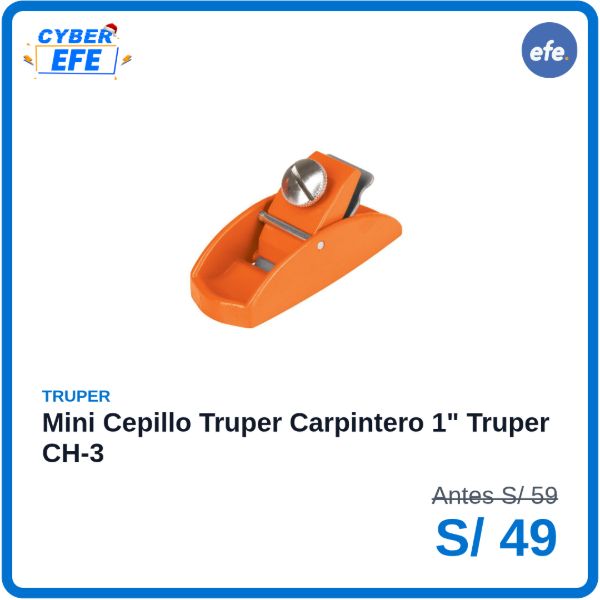 CYBER
EFE
efe.
TRUPER
Mini Cepillo Truper Carpintero 1" Truper
CH-3
Antes S/ 59
S/ 49